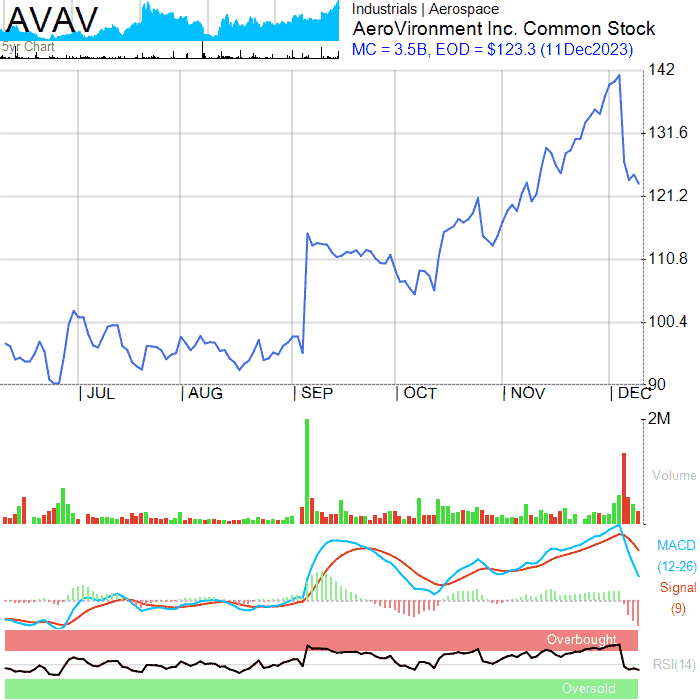 AVAV
5yr Chart
Industrials | Aerospace
AeroVironment Inc. Common Stock
MC = 3.5B, EOD = $123.3 (11Dec2023)
142
131.6
121.2
110.8
100.4
90
| JUL | AUG | SEP | OCT | NOV | DEC
2M
Volume
MACD
(12-26)
Signal
(9)
Overbought
RSI(14)
Oversold